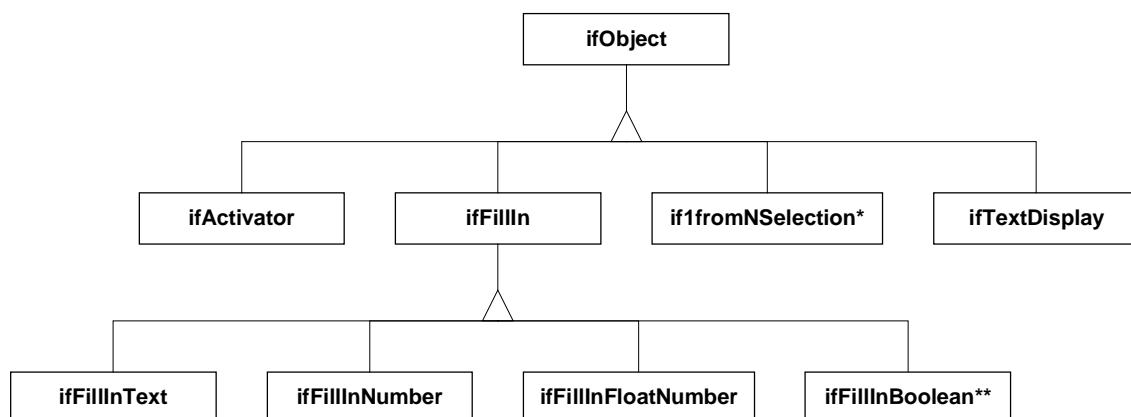 ifObject
ifActivator
ifFillIn
if1fromNSelection*
ifTextDisplay
ifFillInText
ifFillInNumber
ifFillInFloatNumber
ifFillInBoolean**